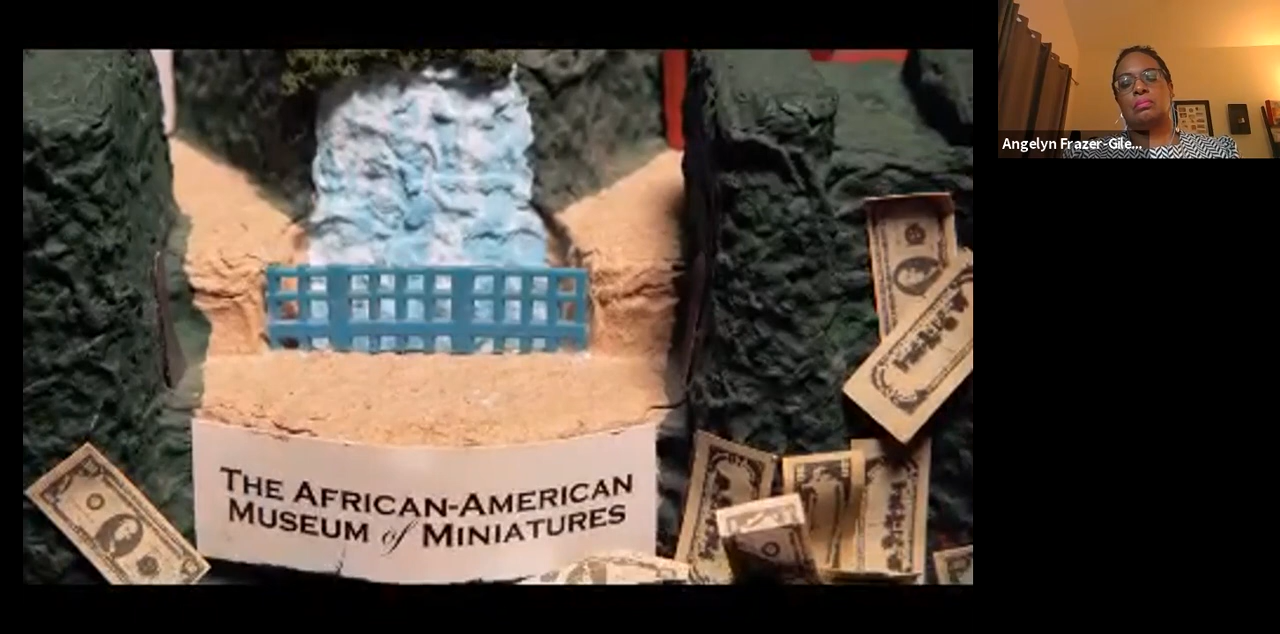 THE AFRICAN-AMERICAN
MUSEUM of MINIATURES
Angelyn Frazer-Gile...